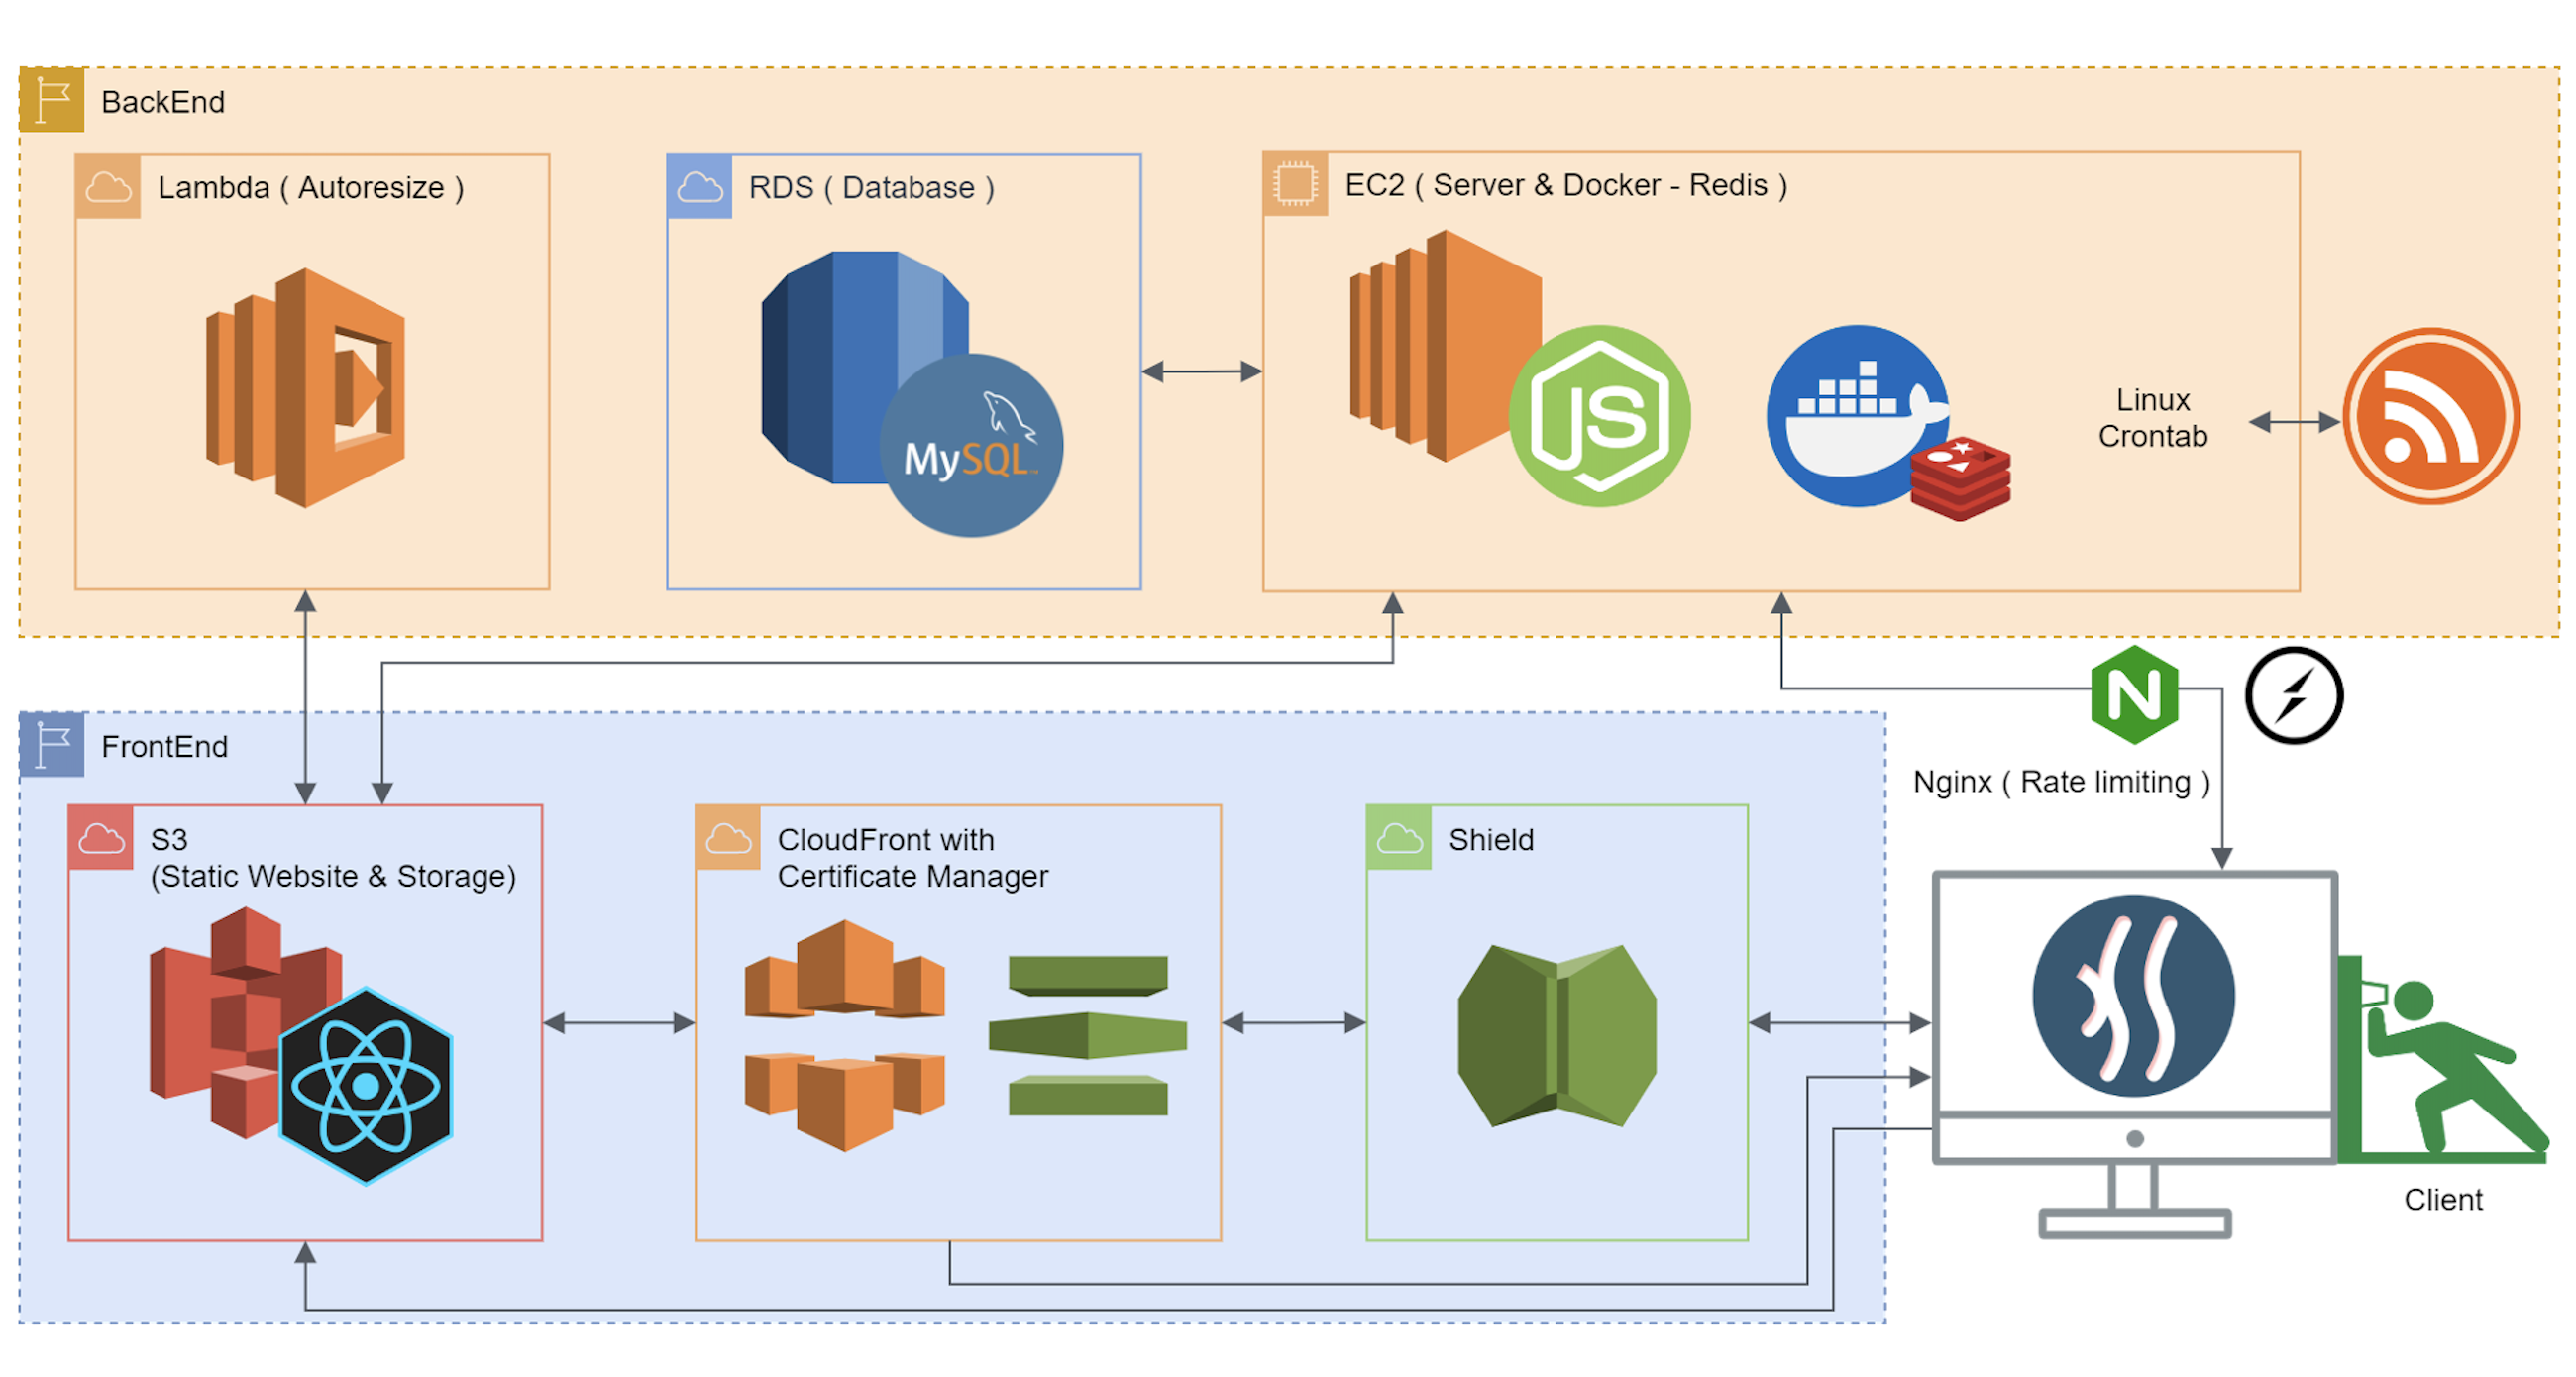 BackEnd
Lambda ( Autoresize )
RDS ( Database )
EC2 ( Server & Docker - Redis )
JS
MySQL
Linux
Crontab
N
FrontEnd
Nginx ( Rate limiting )
S3
(Static Website & Storage)
CloudFront with
Certificate Manager
Shield
Client